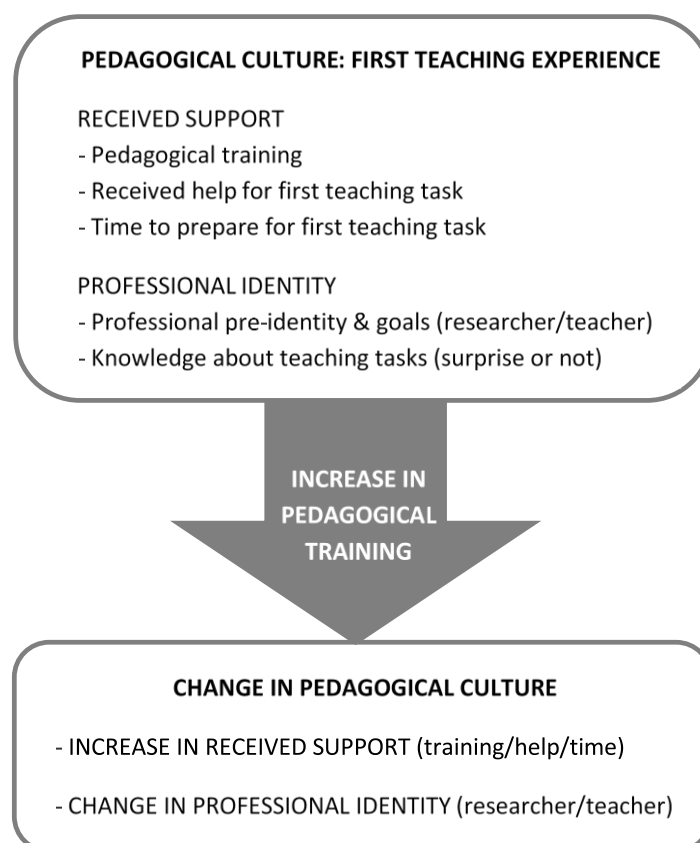 PEDAGOGICAL CULTURE: FIRST TEACHING EXPERIENCE
RECEIVED SUPPORT
- Pedagogical training
- Received help for first teaching task
- Time to prepare for first teaching task
PROFESSIONAL IDENTITY
- Professional pre-identity & goals (researcher/teacher)
- Knowledge about teaching tasks (surprise or not)
INCREASE IN
PEDAGOGICAL
TRAINING
CHANGE IN PEDAGOGICAL CULTURE
- INCREASE IN RECEIVED SUPPORT (training/help/time)
- CHANGE IN PROFESSIONAL IDENTITY (researcher/teacher)